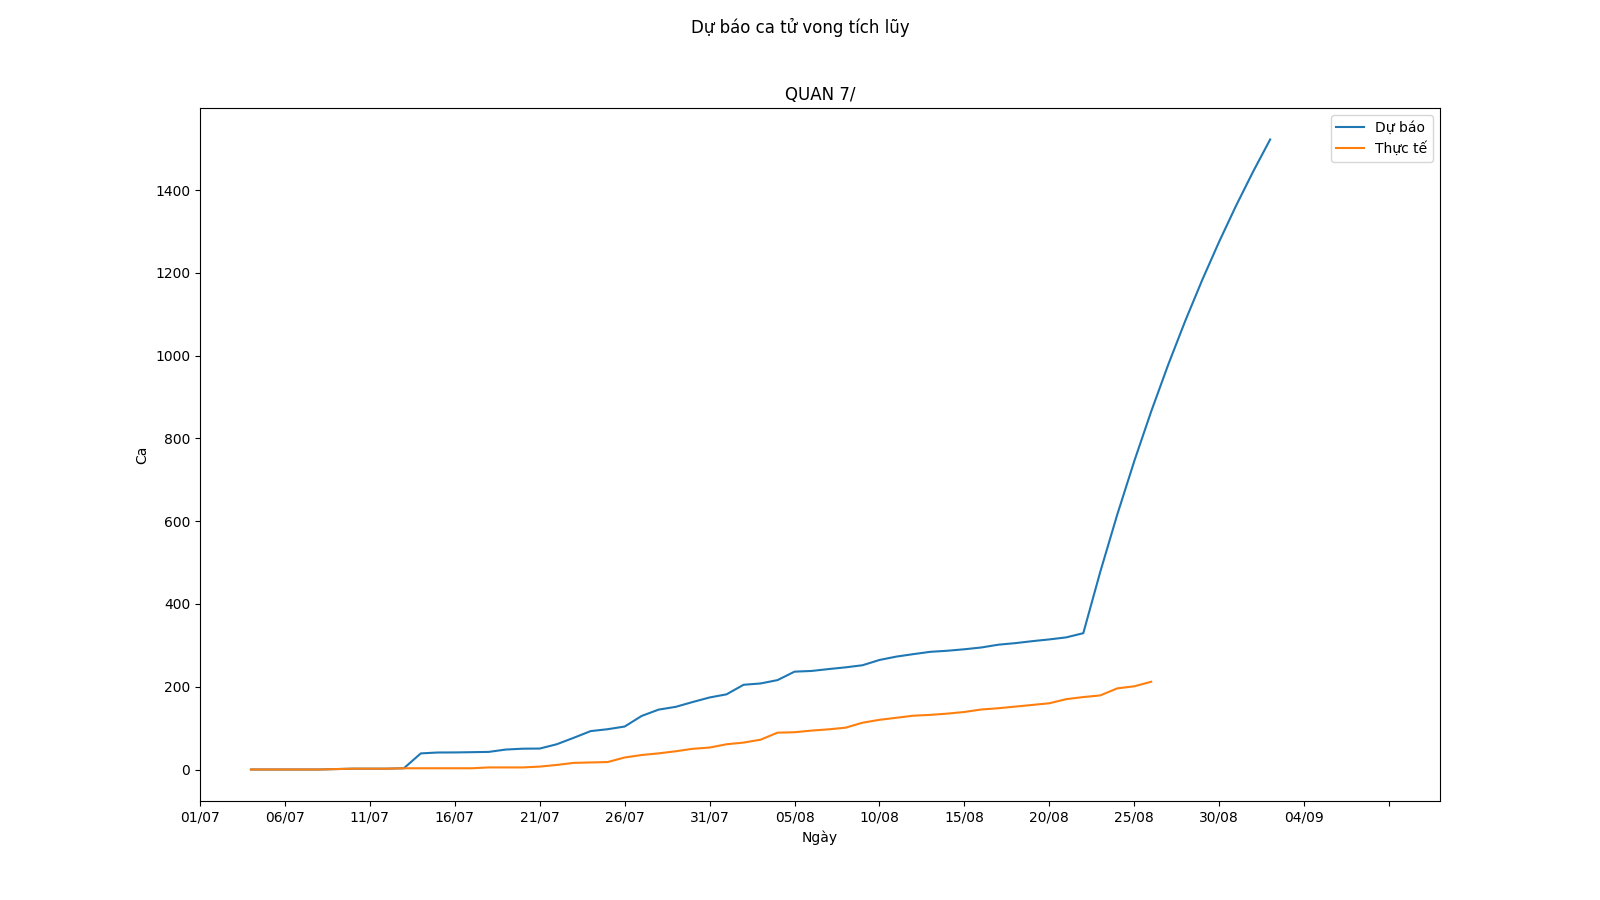 Dự báo ca tử vong tích lũy
QUAN 7/
Dự báo
Thực tế
1400
1200
1000
800
600
400
200
0
Ca
01/07 06/07 11/07 16/07 21/07 26/07 31/07 05/08 10/08 15/08 20/08 25/08 30/08 04/09
Ngày